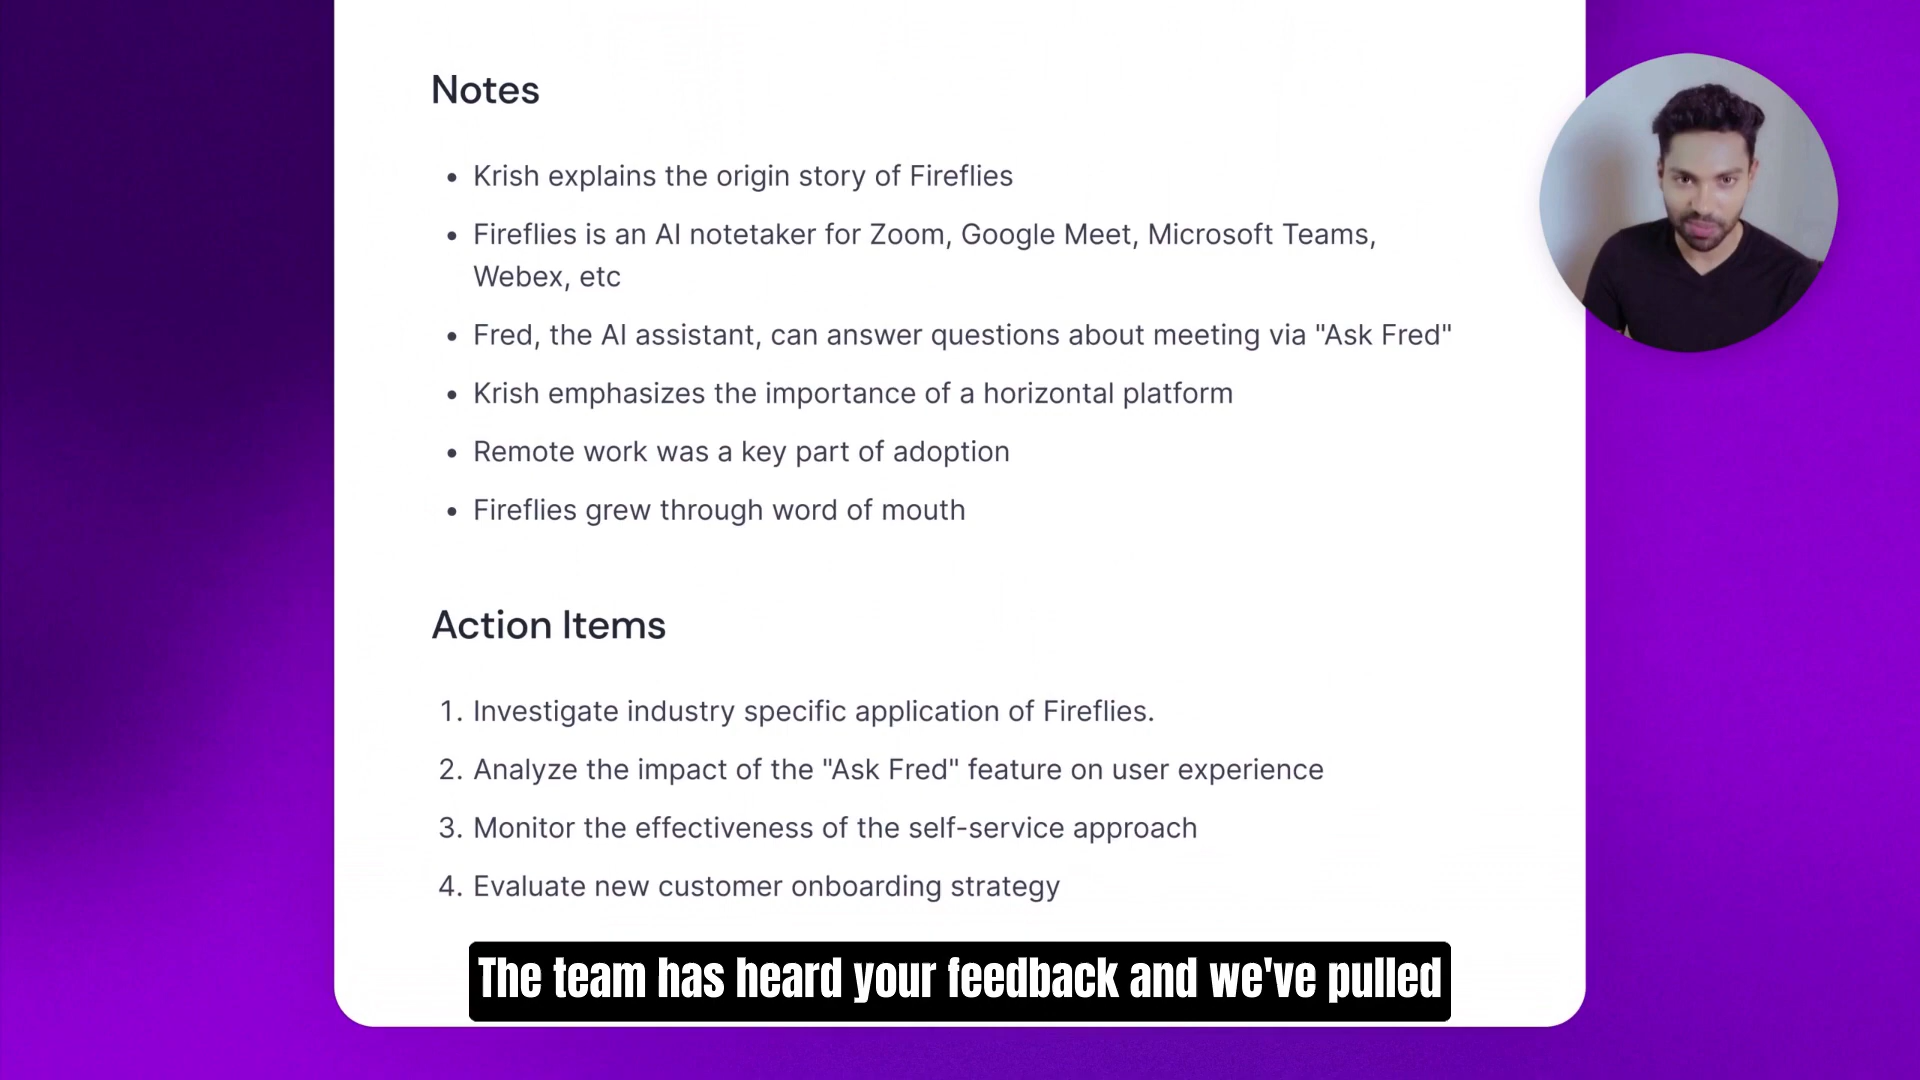 Notes
• Krish explains the origin story of Fireflies
• Fireflies is an AI notetaker for Zoom, Google Meet, Microsoft Teams,
Webex, etc
• Fred, the AI assistant, can answer questions about meeting via "Ask Fred"
• Krish emphasizes the importance of a horizontal platform
• Remote work was a key part of adoption
• Fireflies grew through word of mouth
Action Items
1. Investigate industry specific application of Fireflies.
2. Analyze the impact of the "Ask Fred" feature on user experience
3. Monitor the effectiveness of the self-service approach
4. Evaluate new customer onboarding strategy
The team has heard your feedback and we've pulled